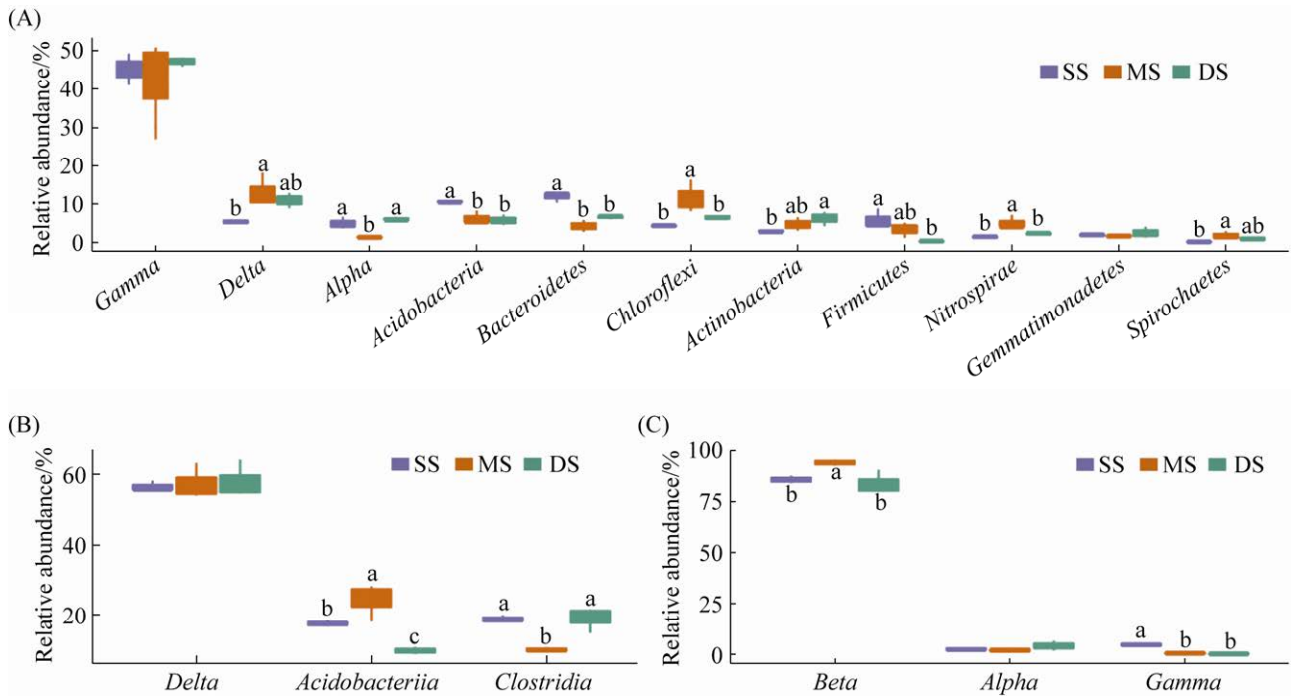 (A)
Relative abundance/%
50
40
30
20
10
0
SS MS DS
b a ab
a b a
a b b
a b b
b a b
b ab a
a ab b
b a b
b a ab
Gamma Delta Alpha Acidobacteria Bacteroidetes Chloroflexi Actinobacteria Firmicutes Nitrospirae Gemmatimonadetes Spirochaetes
(B)
Relative abundance/%
60
40
20
SS MS DS
b a c
a b a
Delta Acidobacteriia Clostridia
(C)
Relative abundance/%
100
75
50
25
0
SS MS DS
b a b
a b b
Beta Alpha Gamma